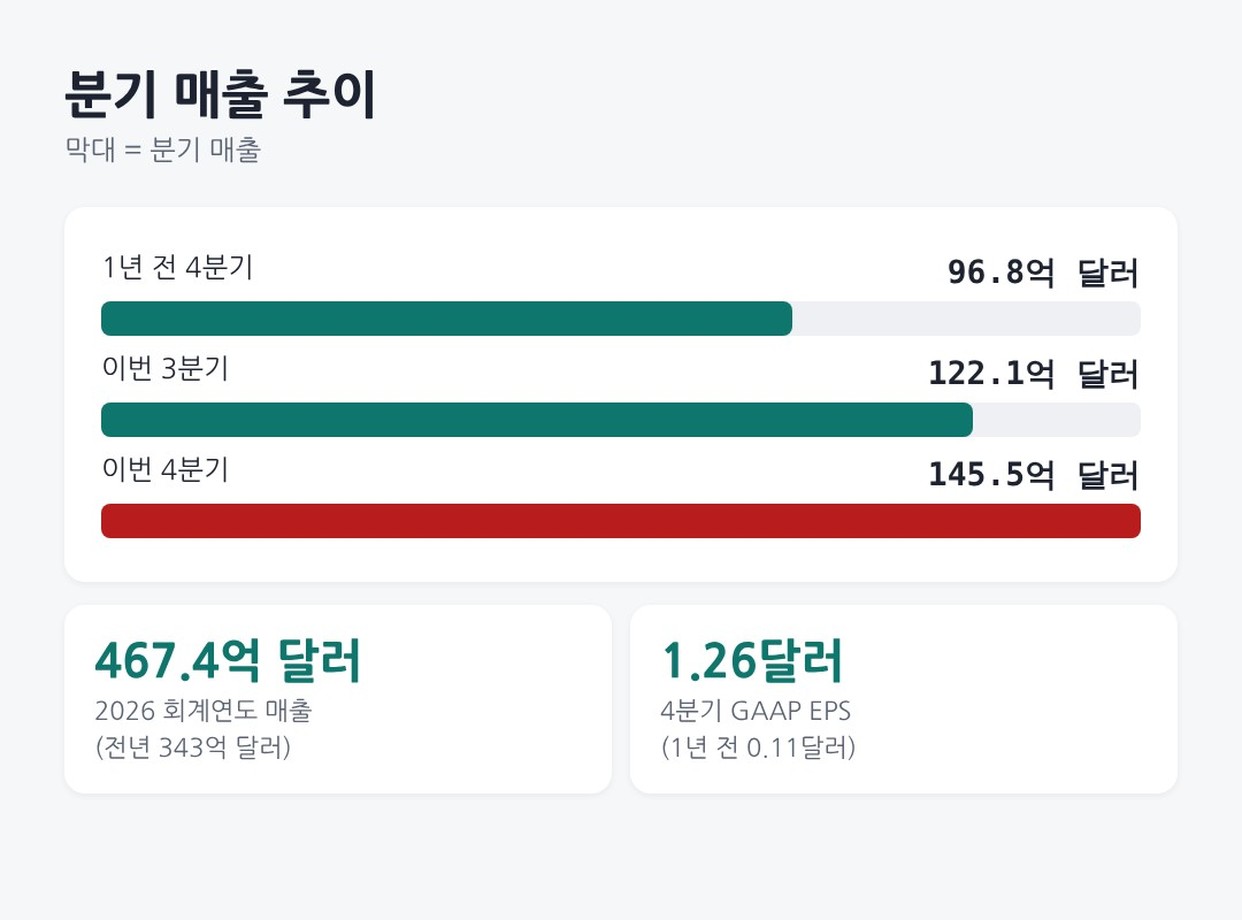 분기 매출 추이
막대 = 분기 매출
1년 전 4분기 96.8억 달러
이번 3분기 122.1억 달러
이번 4분기 145.5억 달러
467.4억 달러
2026 회계연도 매출
(전년 343억 달러)
1.26달러
4분기 GAAP EPS
(1년 전 0.11달러)